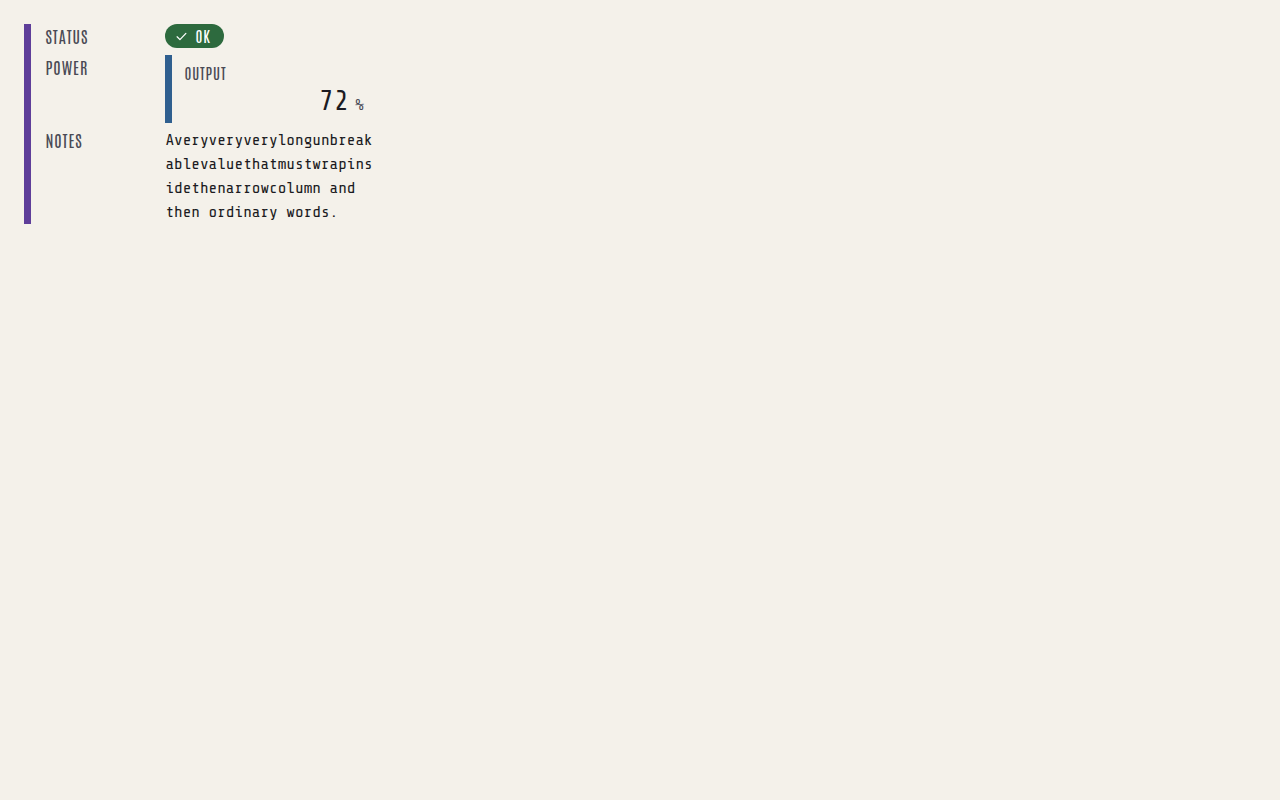 STATUS OK
POWER OUTPUT
72 %
NOTES Averyveryverylongunbreak
ablevaluethatmustwrapins
idethenarrowcolumn and
then ordinary words.